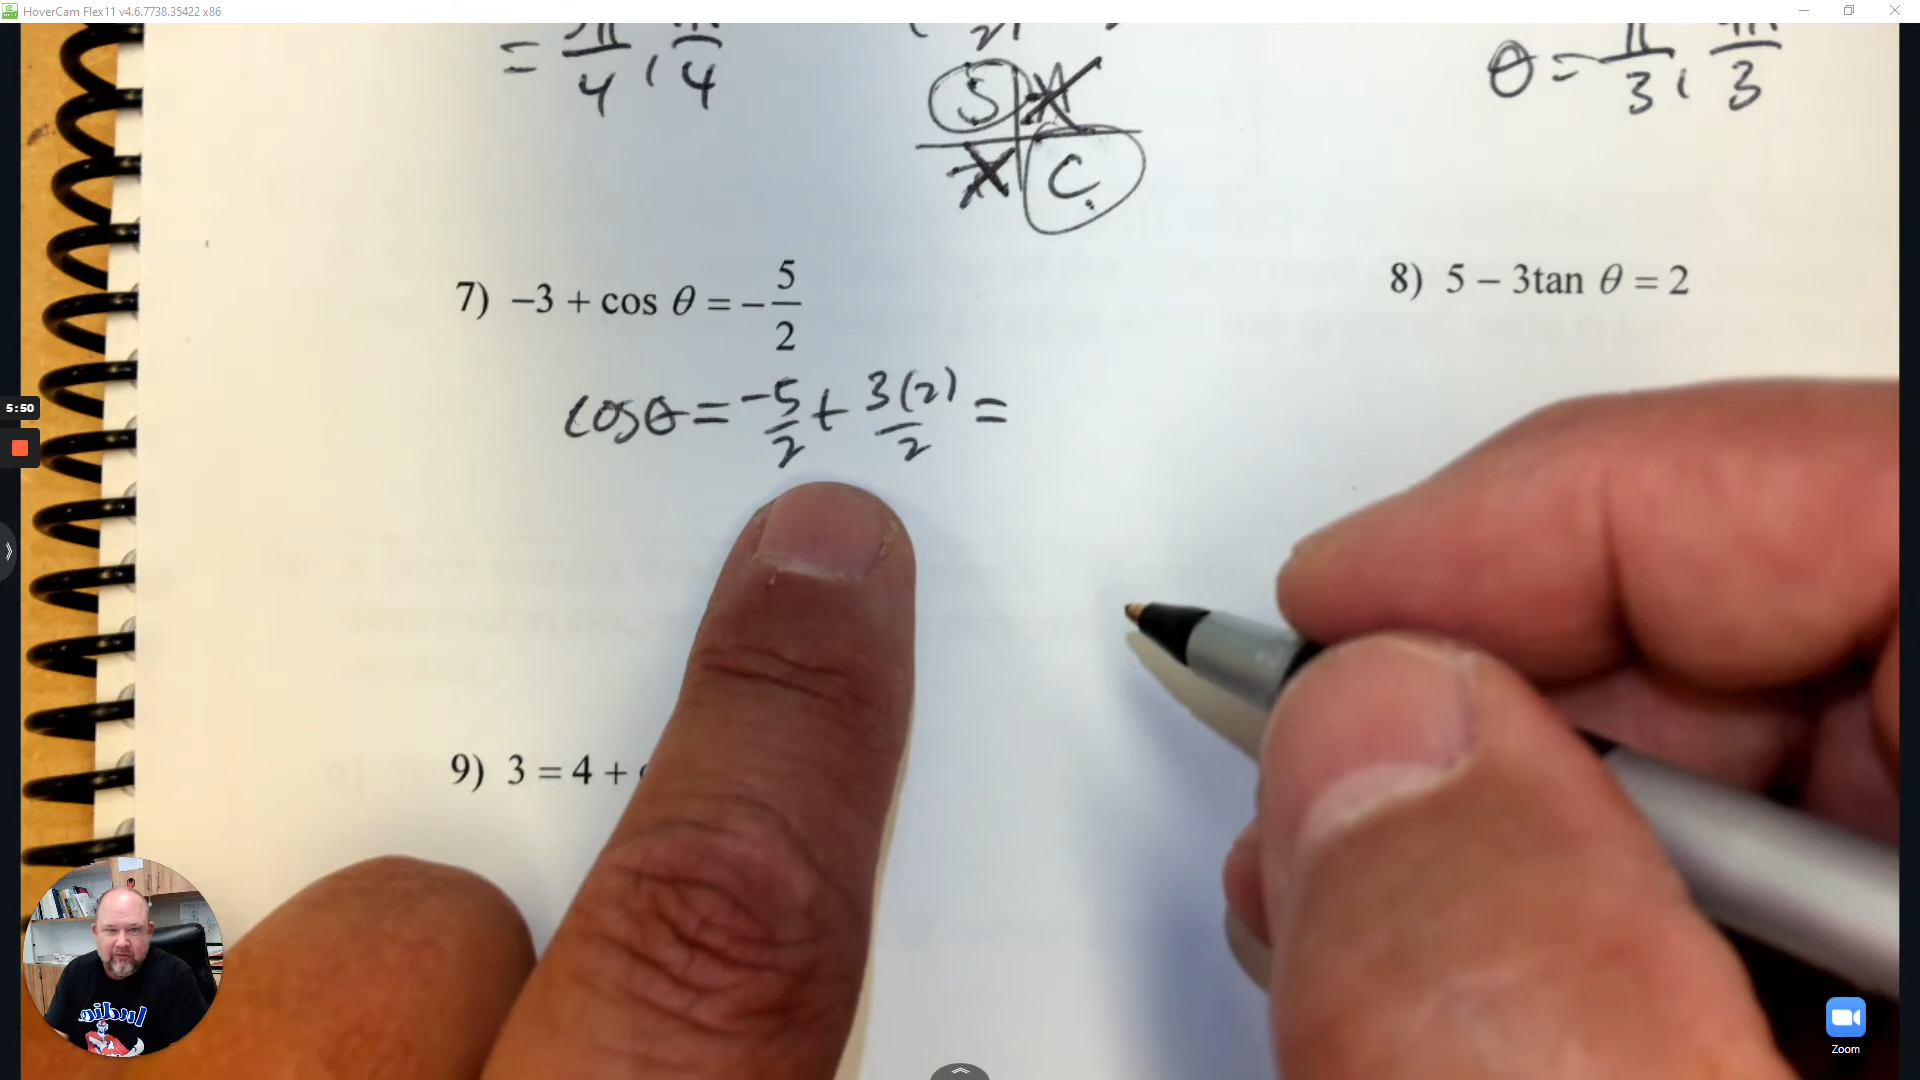 HoverCam Flex11 v4.6.7738.35422 x86
4 , 4
S A
C
θ = π/3 ,
3
7) −3 + cos θ = −5/2
8) 5 − 3tan θ = 2
cosθ = -5/2 + 3(2)/2 =
5:50
9) 3 = 4 +
Zoom